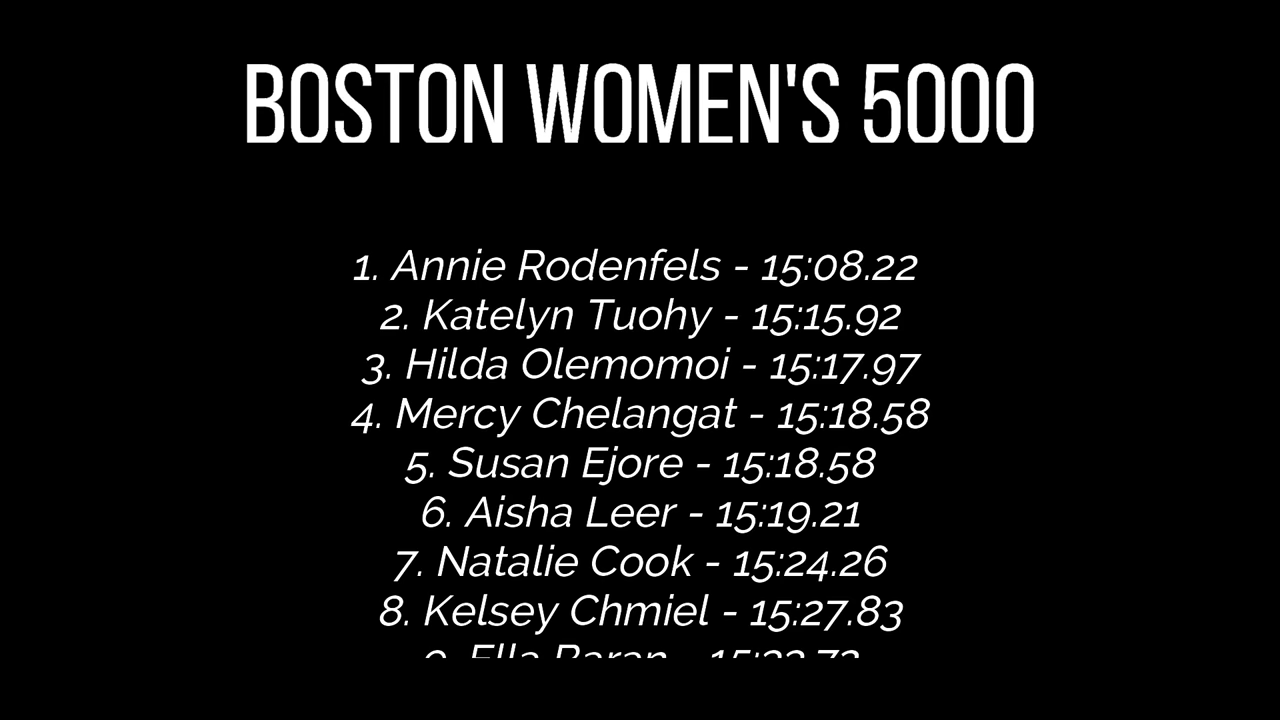 BOSTON WOMEN'S 5000
1. Annie Rodenfels - 15:08.22
2. Katelyn Tuohy - 15:15.92
3. Hilda Olemomoi - 15:17.97
4. Mercy Chelangat - 15:18.58
5. Susan Ejore - 15:18.58
6. Aisha Leer - 15:19.21
7. Natalie Cook - 15:24.26
8. Kelsey Chmiel - 15:27.83
9. Ella